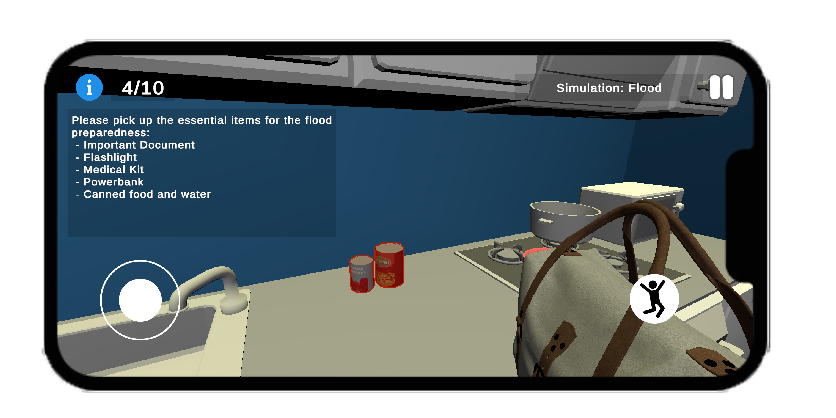 i
4/10
Simulation: Flood
Please pick up the essential items for the flood
preparedness:
- Important Document
- Flashlight
- Medical Kit
- Powerbank
- Canned food and water